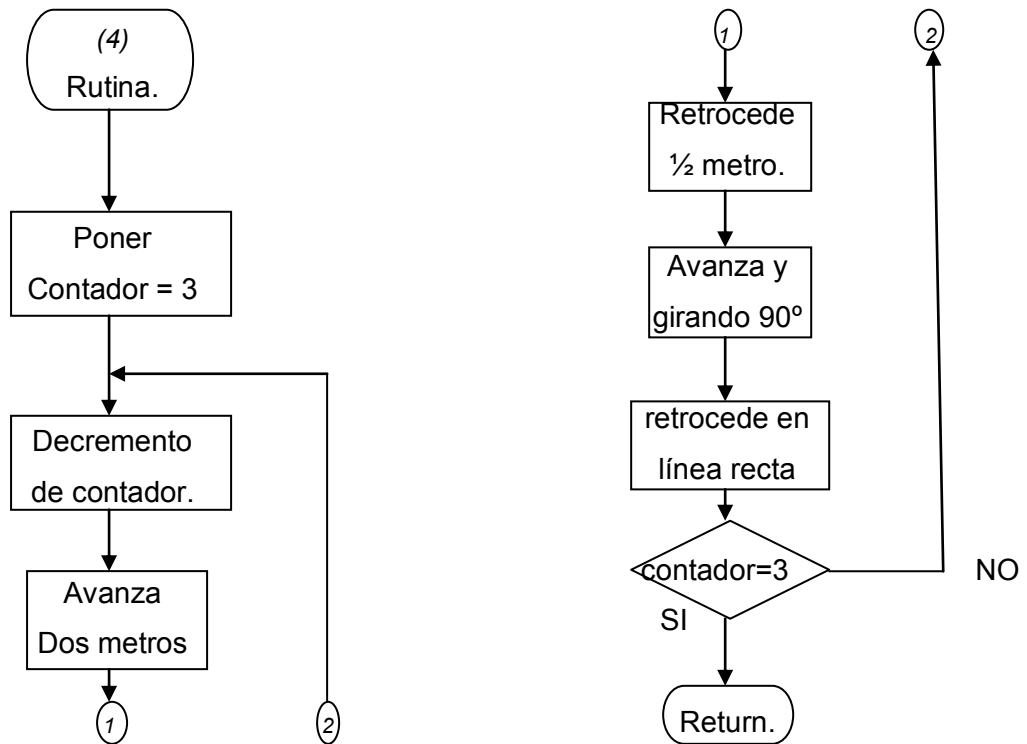 (4)
Rutina.
Poner
Contador = 3
Decremento
de contador.
Avanza
Dos metros
1
2
1
2
Retrocede
½ metro.
Avanza y
girando 90º
retrocede en
línea recta
contador=3
NO
SI
Return.